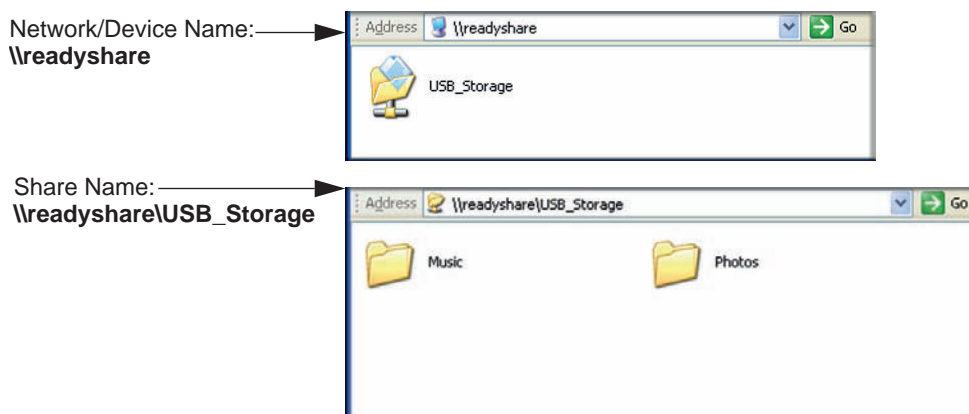 Network/Device Name:
\\readyshare
Address \\readyshare Go
USB_Storage
Share Name:
\\readyshare\USB_Storage
Address \\readyshare\USB_Storage Go
Music Photos